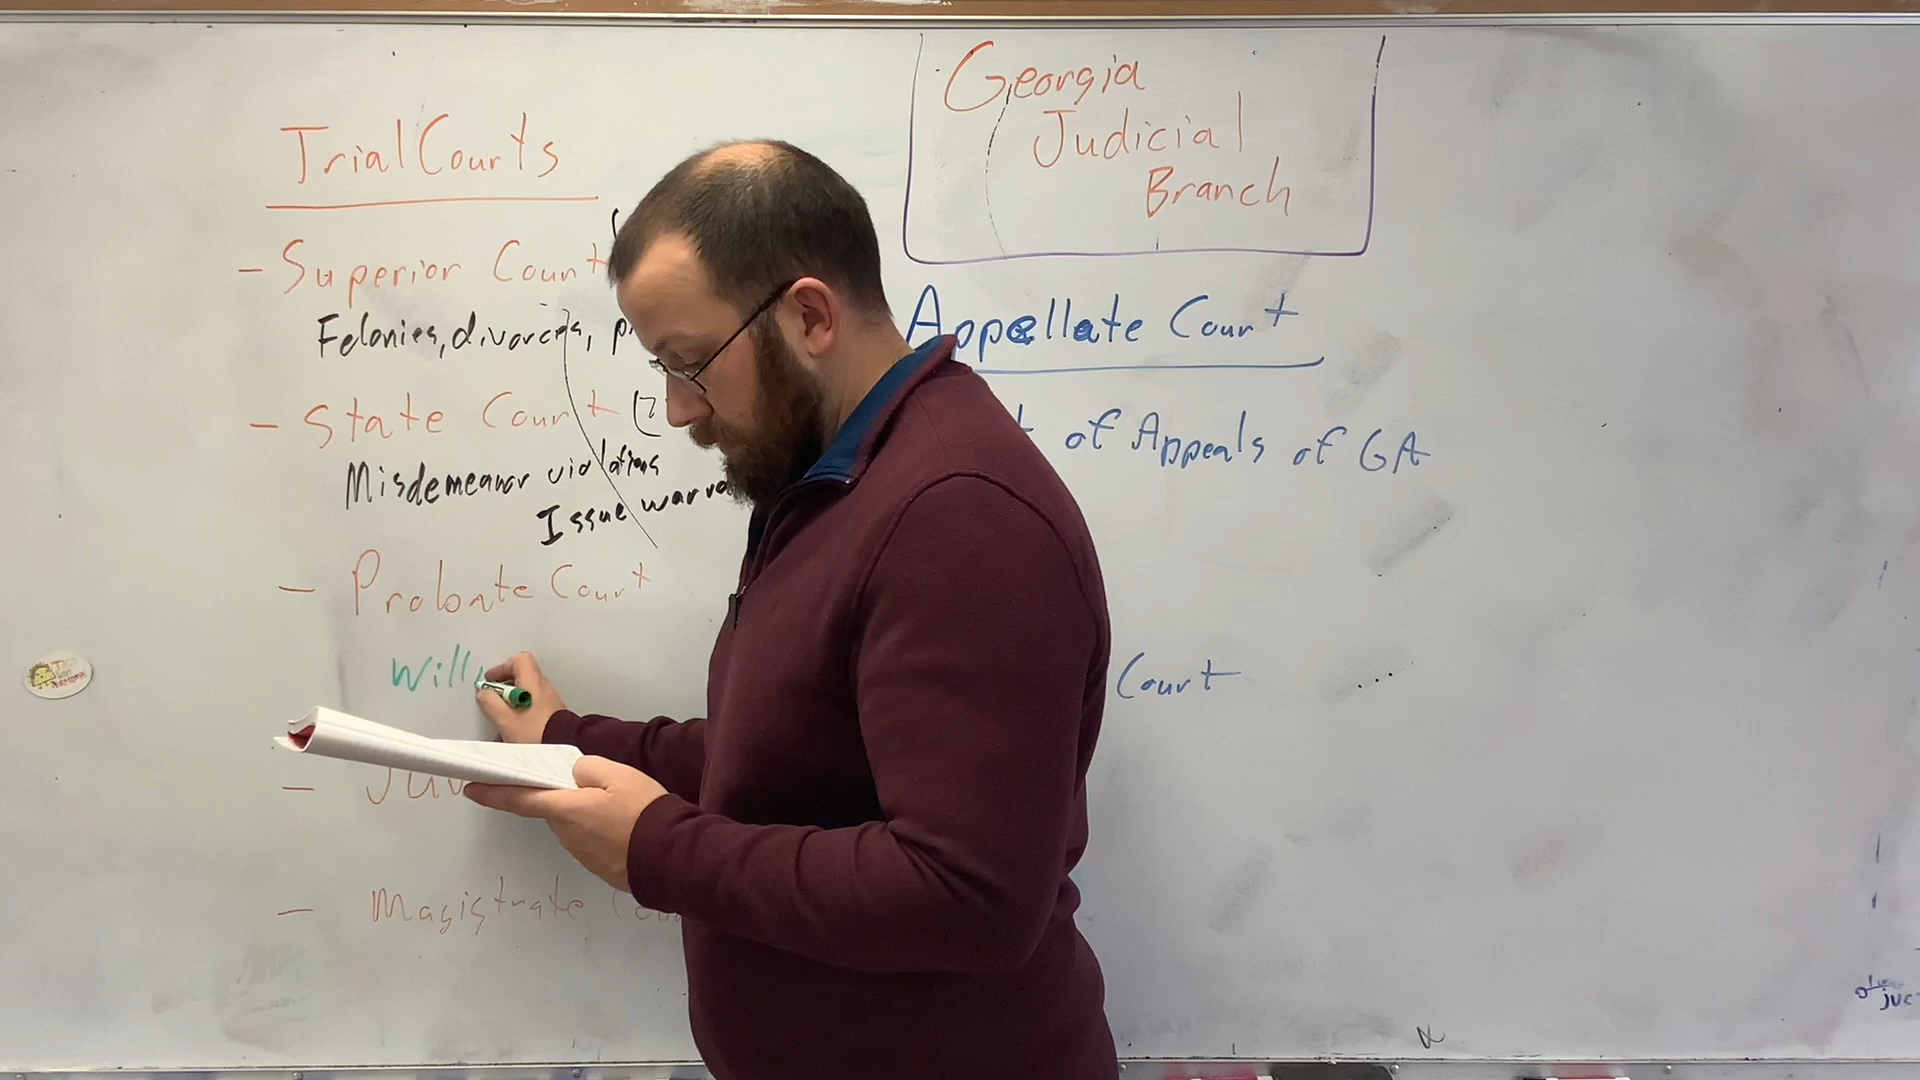 Georgia
Judicial
Branch
Trial Courts
- Superior Court
Felonies, divorces,
- State Court
Misdemeanor violations
Issue
- Probate Court
Will
-
- Magistrate
Appellate Court
of Appeals of GA
Court